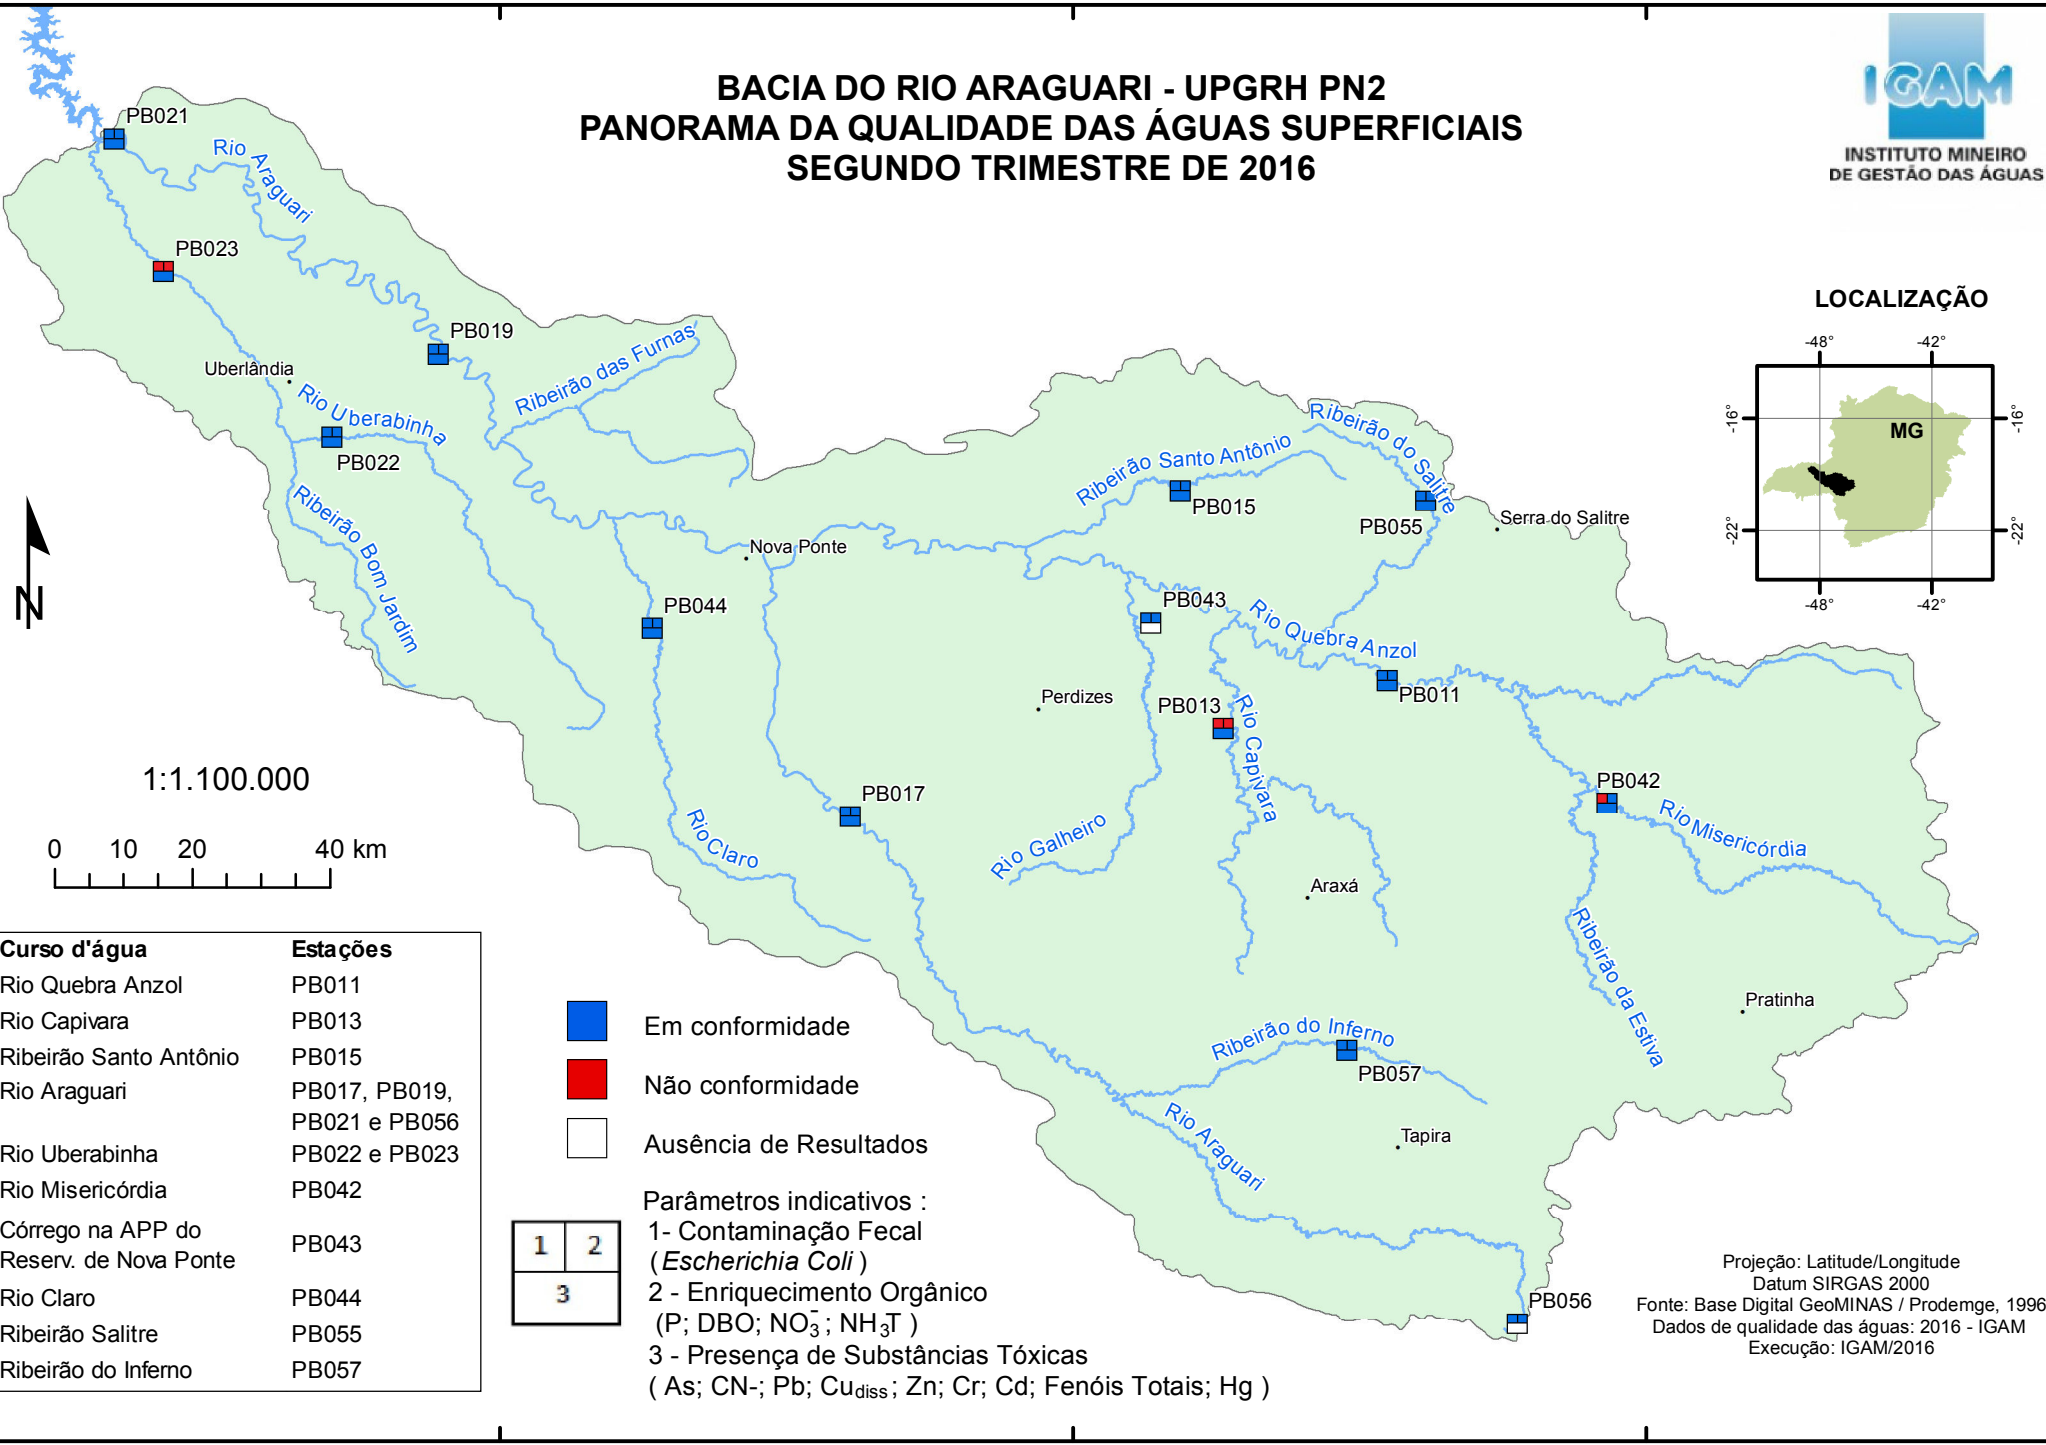 BACIA DO RIO ARAGUARI - UPGRH PN2
PANORAMA DA QUALIDADE DAS ÁGUAS SUPERFICIAIS
SEGUNDO TRIMESTRE DE 2016
IGAM
INSTITUTO MINEIRO
DE GESTÃO DAS ÁGUAS
PB021
Rio Araguari
PB023
PB019
Uberlândia
Rio Uberabinha
PB022
Ribeirão das Furnas
Ribeirão Bom Jardim
Ribeirão Santo Antônio
PB015
Ribeirão do Salitre
PB055
Serra do Salitre
Nova Ponte
PB044
PB043
Rio Quebra Anzol
PB011
Perdizes
PB013
Rio Capivara
PB017
Rio Claro
Rio Galheiro
PB042
Rio Misericórdia
Araxá
Ribeirão da Estiva
Pratinha
Ribeirão do Inferno
PB057
Rio Araguari
Tapira
PB056
LOCALIZAÇÃO
-48° -42°
-16° -16°
MG
-22° -22°
-48° -42°
N
1:1.100.000
0 10 20 40 km
Curso d'água Estações
Rio Quebra Anzol PB011
Rio Capivara PB013
Ribeirão Santo Antônio PB015
Rio Araguari PB017, PB019,
PB021 e PB056
Rio Uberabinha PB022 e PB023
Rio Misericórdia PB042
Córrego na APP do
Reserv. de Nova Ponte PB043
Rio Claro PB044
Ribeirão Salitre PB055
Ribeirão do Inferno PB057
Em conformidade
Não conformidade
Ausência de Resultados
1 2
3
Parâmetros indicativos :
1- Contaminação Fecal
(Escherichia Coli )
2 - Enriquecimento Orgânico
(P; DBO; NO₃⁻; NH₃T )
3 - Presença de Substâncias Tóxicas
( As; CN-; Pb; Cu diss; Zn; Cr; Cd; Fenóis Totais; Hg )
Projeção: Latitude/Longitude
Datum SIRGAS 2000
Fonte: Base Digital GeoMINAS / Prodemge, 1996
Dados de qualidade das águas: 2016 - IGAM
Execução: IGAM/2016